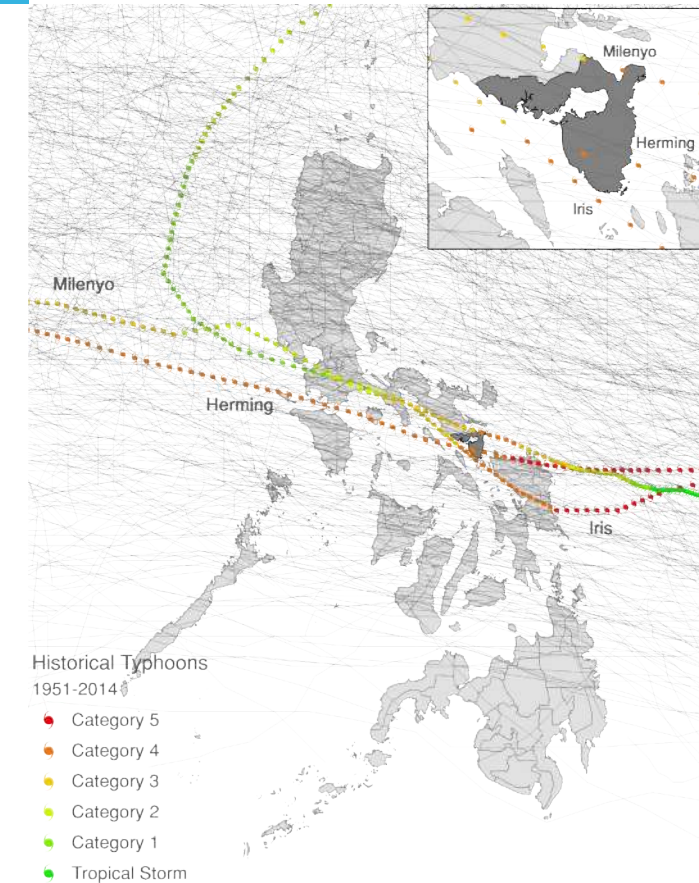 Milenyo
Herming
Iris
Milenyo
Herming
Iris
Historical Typhoons
1951-2014
Category 5
Category 4
Category 3
Category 2
Category 1
Tropical Storm